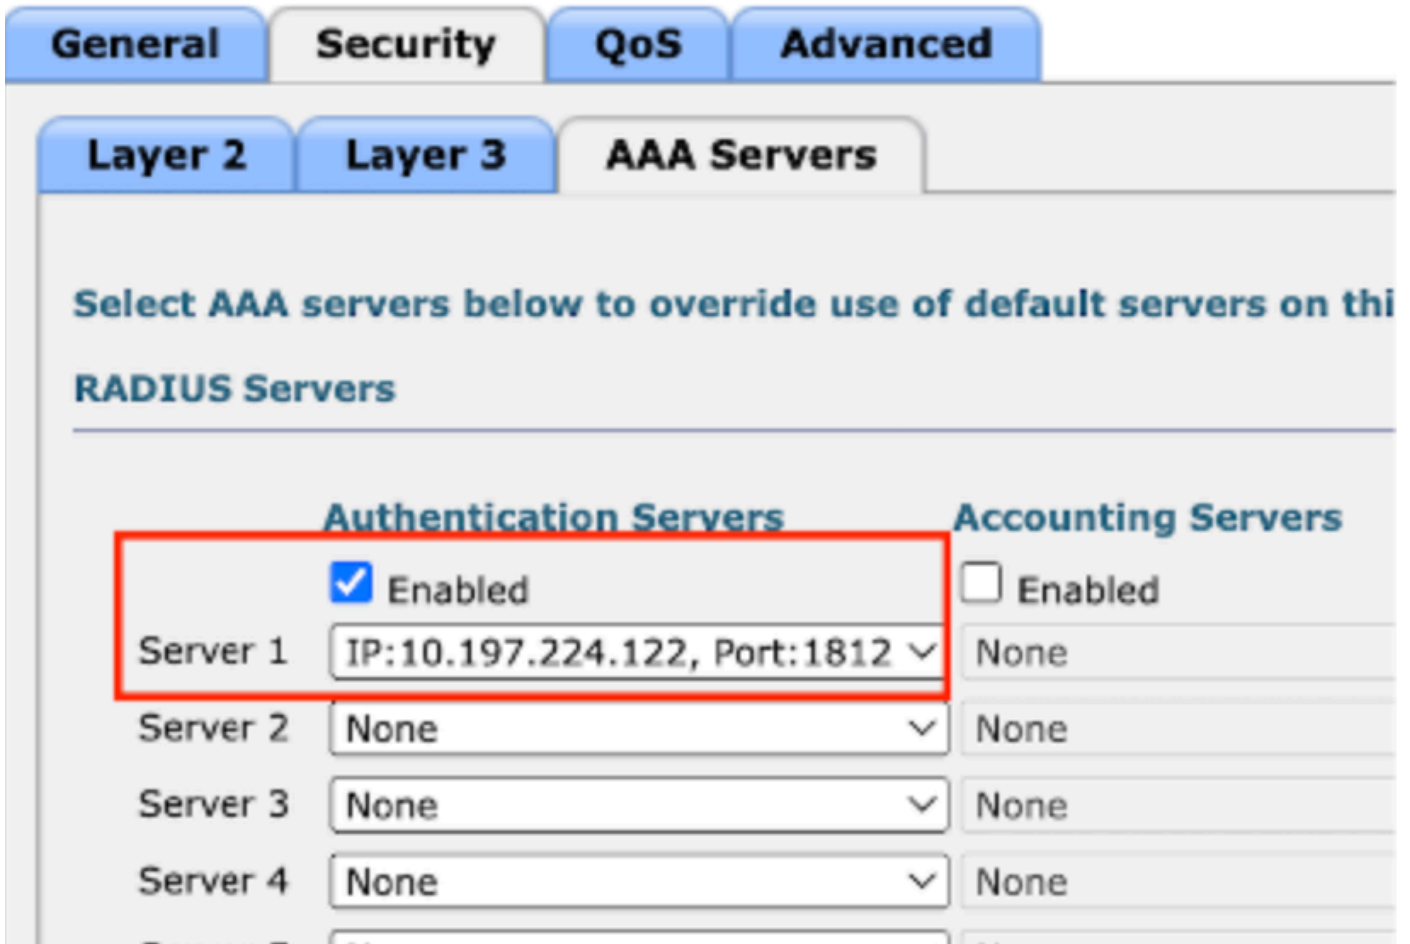 General Security QoS Advanced
Layer 2 Layer 3 AAA Servers
Select AAA servers below to override use of default servers on thi
RADIUS Servers
Authentication Servers Accounting Servers
Enabled Enabled
Server 1 IP:10.197.224.122, Port:1812 None
Server 2 None None
Server 3 None None
Server 4 None None